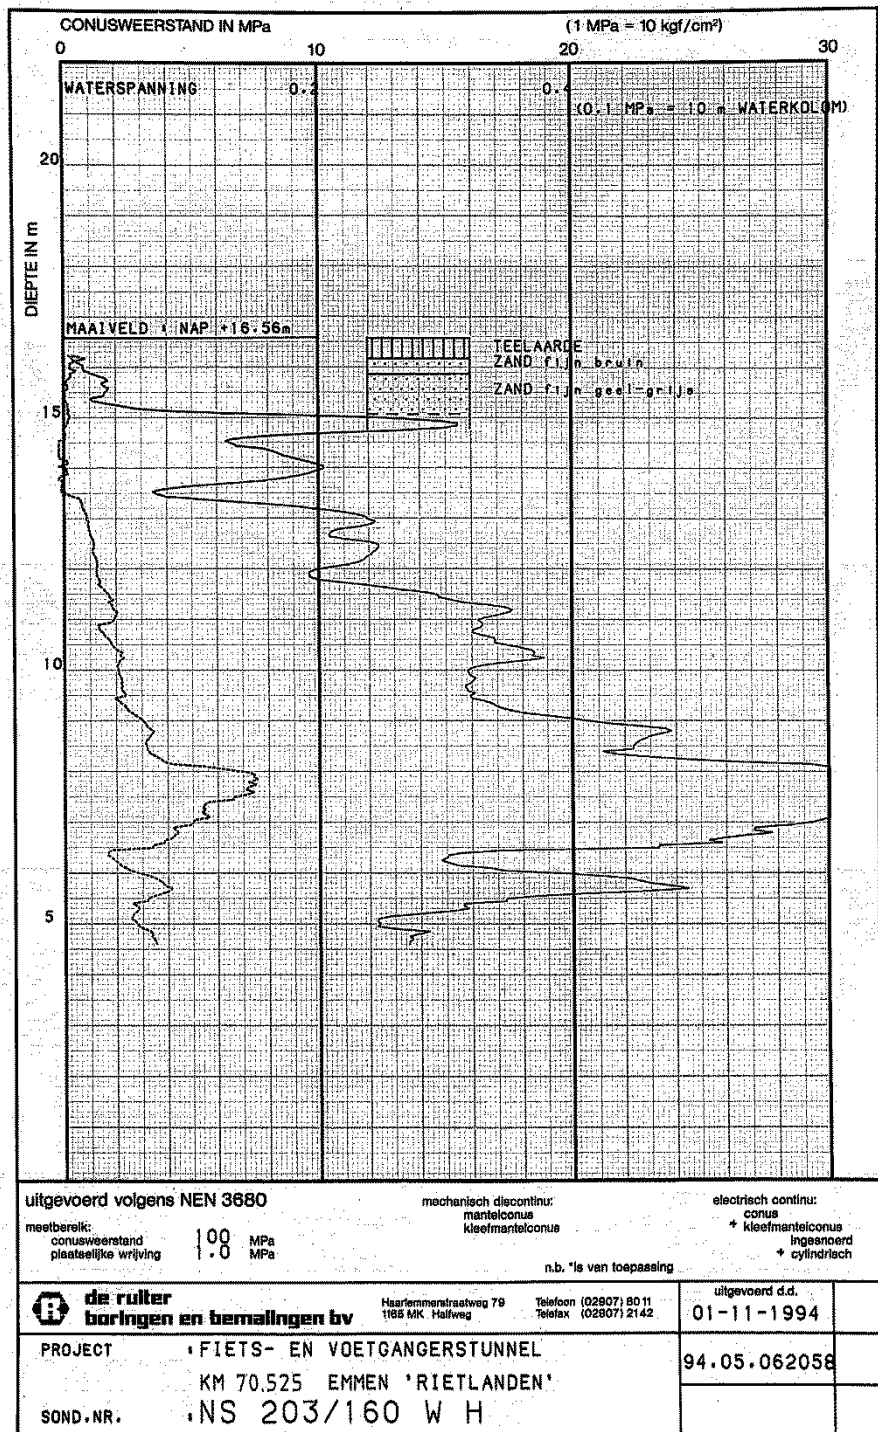 CONUSWEERSTAND IN MPa (1 MPa = 10 kgf/cm²)
0 10 20 30
WATERSPANNING 0.2 0.4
(0.1 MPa = 10 m WATERKOLOM)
20
DIEPTE IN m
MAAIVELD : NAP +16.56m
TEELAARDE
ZAND fijn bruin
ZAND fijn geel-grijs
15
10
5
uitgevoerd volgens NEN 3680
meetbereik:
conusweerstand 100 MPa
plaatselijke wrijving 1.0 MPa
mechanisch discontinu:
mantelconus
kleefmantelconus
electrisch continu:
conus
+ kleefmantelconus
ingesnoerd
+ cylindrisch
n.b. *is van toepassing
R de ruiter
boringen en bemalingen bv
Haarlemmerstraatweg 79
1165 MK Halfweg
Telefoon (02907) 6011
Telefax (02907) 2142
uitgevoerd d.d.
01-11-1994
PROJECT : FIETS- EN VOETGANGERSTUNNEL
KM 70.525 EMMEN 'RIETLANDEN'
94.05.062058
SOND.NR. : NS 203/160 W H